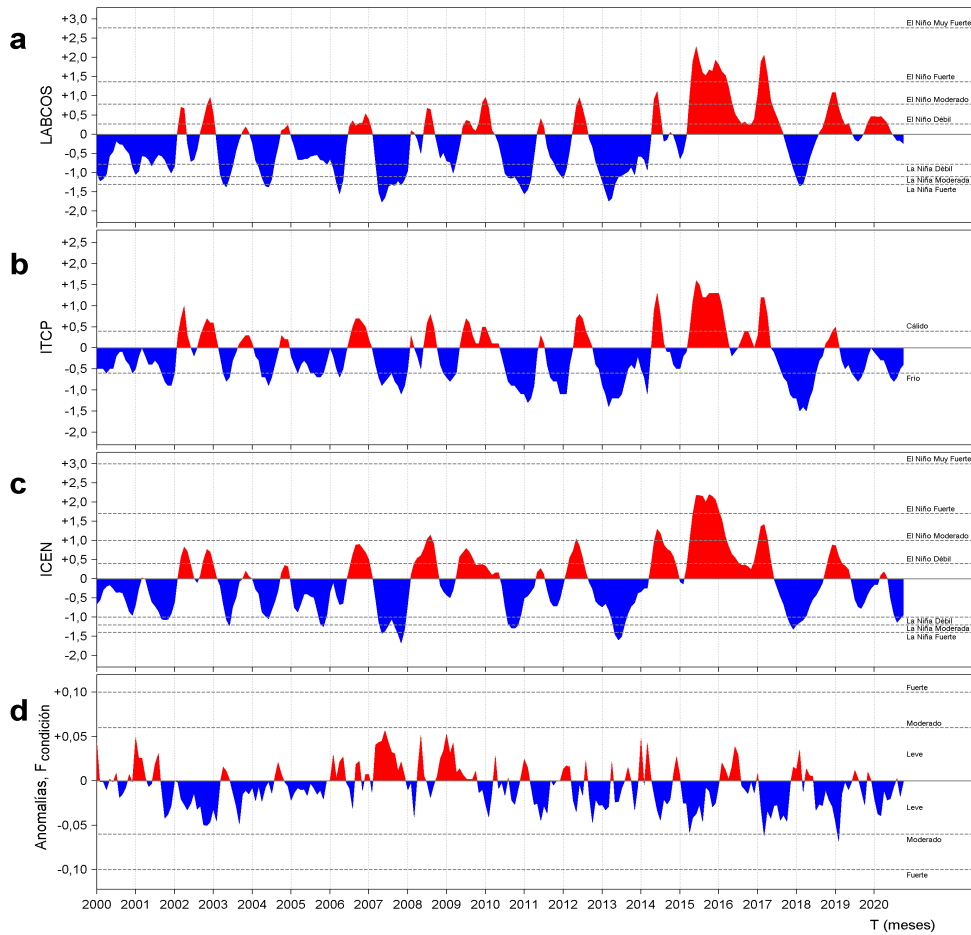 a
LABCOS
+3,0
+2,5
+2,0
+1,5
+1,0
+0,5
0
-0,5
-1,0
-1,5
-2,0
El Niño Muy Fuerte
El Niño Fuerte
El Niño Moderado
El Niño Débil
La Niña Débil
La Niña Moderada
La Niña Fuerte
b
ITCP
+2,5
+2,0
+1,5
+1,0
+0,5
0
-0,5
-1,0
-1,5
-2,0
Cálido
Frio
c
ICEN
+3,0
+2,5
+2,0
+1,5
+1,0
+0,5
0
-0,5
-1,0
-1,5
-2,0
El Niño Muy Fuerte
El Niño Fuerte
El Niño Moderado
El Niño Débil
La Niña Débil
La Niña Moderada
La Niña Fuerte
d
Anomalias, F condición
+0,10
+0,05
0
-0,05
-0,10
Fuerte
Moderado
Leve
Leve
Moderado
Fuerte
2000 2001 2002 2003 2004 2005 2006 2007 2008 2009 2010 2011 2012 2013 2014 2015 2016 2017 2018 2019 2020
T (meses)